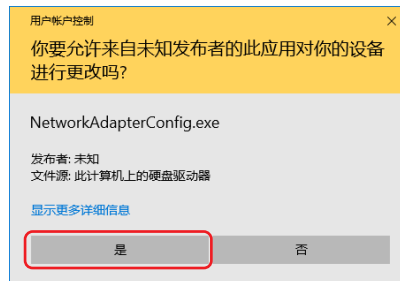 用户帐户控制
你要允许来自未知发布者的此应用对你的设备
进行更改吗?
NetworkAdapterConfig.exe
发布者: 未知
文件源: 此计算机上的硬盘驱动器
显示更多详细信息
是
否